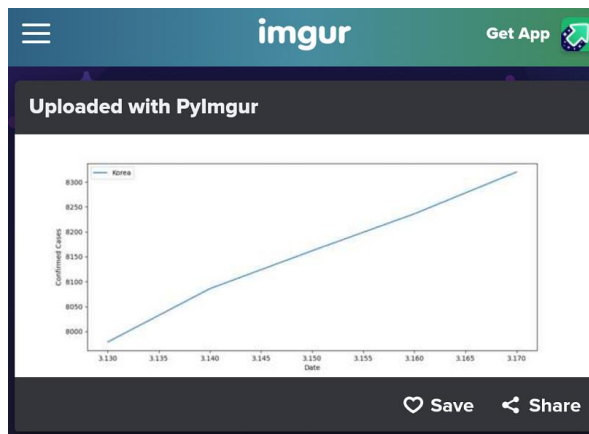 imgur
Get App
Uploaded with PyImgur
Korea
8300
8250
8200
8150
8100
8050
8000
Confirmed Cases
3.130 3.135 3.140 3.145 3.150 3.155 3.160 3.165 3.170
Date
Save
Share